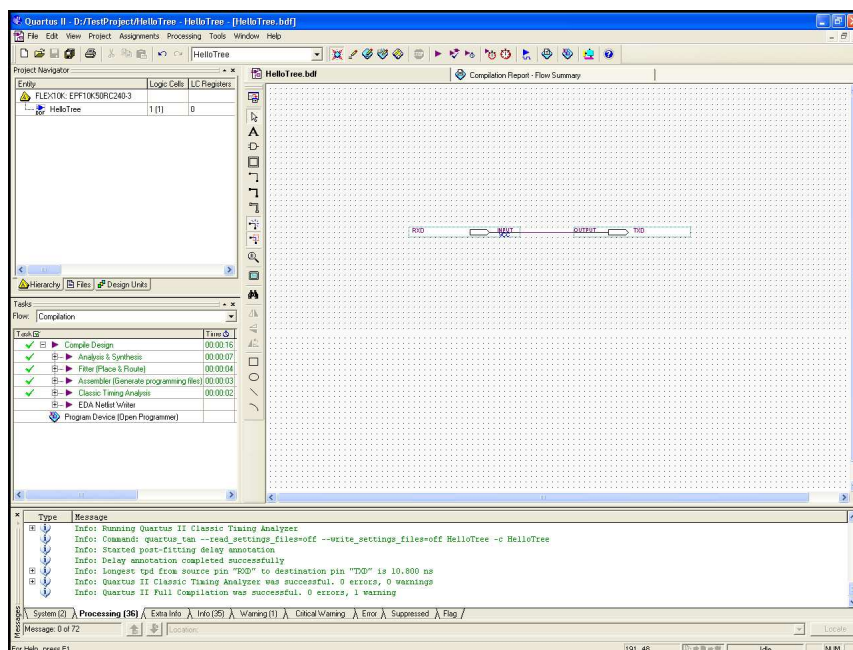 Quartus II - D:/TestProject/HelloTree - HelloTree - [HelloTree.bdf]
File Edit View Project Assignments Processing Tools Window Help
HelloTree
Project Navigator
Entity Logic Cells LC Registers
FLEX10K: EPF10K50RC240-3
HelloTree 1 (1) 0
Hierarchy Files Design Units
HelloTree.bdf
Compilation Report - Flow Summary
RXD INPUT VCC OUTPUT TXD
Tasks
Flow: Compilation
Task Time
Compile Design 00:00:16
Analysis & Synthesis 00:00:07
Fitter (Place & Route) 00:00:04
Assembler (Generate programming files) 00:00:03
Classic Timing Analysis 00:00:02
EDA Netlist Writer
Program Device (Open Programmer)
Type Message
Info: Running Quartus II Classic Timing Analyzer
Info: Command: quartus_tan --read_settings_files=off --write_settings_files=off HelloTree -c HelloTree
Info: Started post-fitting delay annotation
Info: Delay annotation completed successfully
Info: Longest tpd from source pin "RXD" to destination pin "TXD" is 10.800 ns
Info: Quartus II Classic Timing Analyzer was successful. 0 errors, 0 warnings
Info: Quartus II Full Compilation was successful. 0 errors, 1 warning
System (2) Processing (36) Extra Info Info (35) Warning (1) Critical Warning Error Suppressed Flag
Messages
Message: 0 of 72 Location: Locate
For Help, press F1 191, 48 Idle NUM